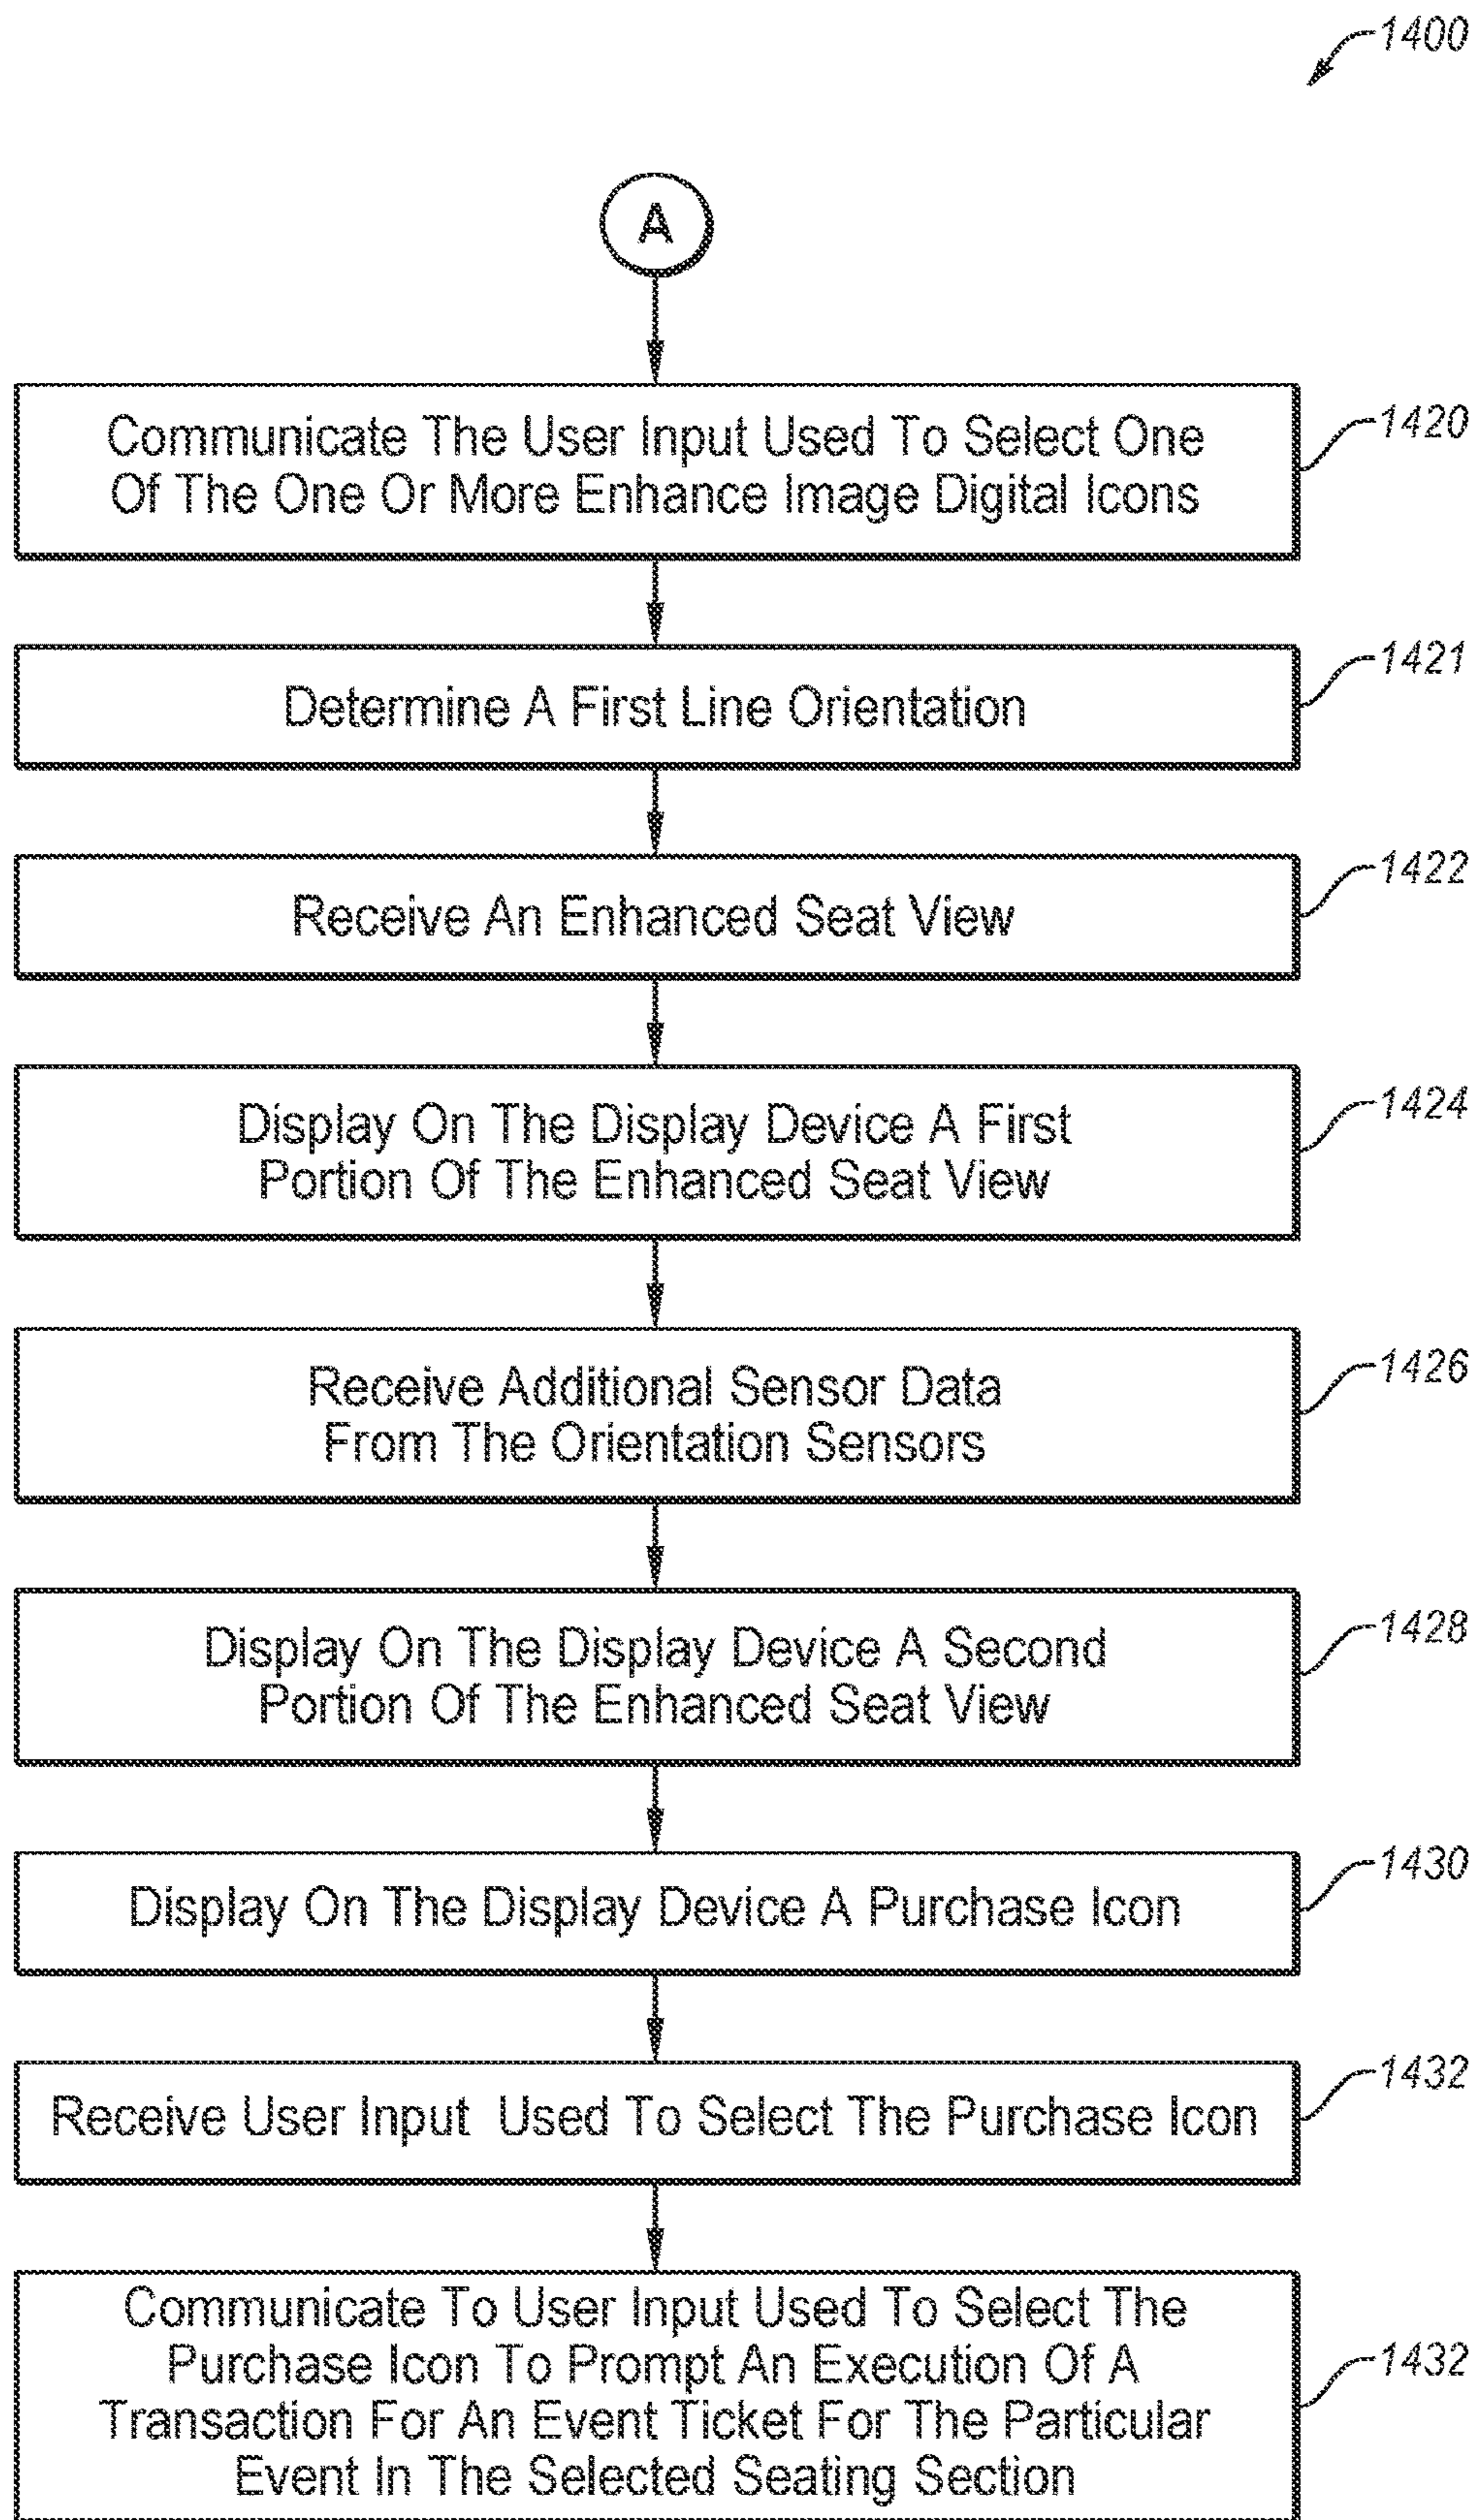 1400
A
Communicate The User Input Used To Select One
Of The One Or More Enhance Image Digital Icons
1420
Determine A First Line Orientation
1421
Receive An Enhanced Seat View
1422
Display On The Display Device A First
Portion Of The Enhanced Seat View
1424
Receive Additional Sensor Data
From The Orientation Sensors
1426
Display On The Display Device A Second
Portion Of The Enhanced Seat View
1428
Display On The Display Device A Purchase Icon
1430
Receive User Input Used To Select The Purchase Icon
1432
Communicate To User Input Used To Select The
Purchase Icon To Prompt An Execution Of A
Transaction For An Event Ticket For The Particular
Event In The Selected Seating Section
1432